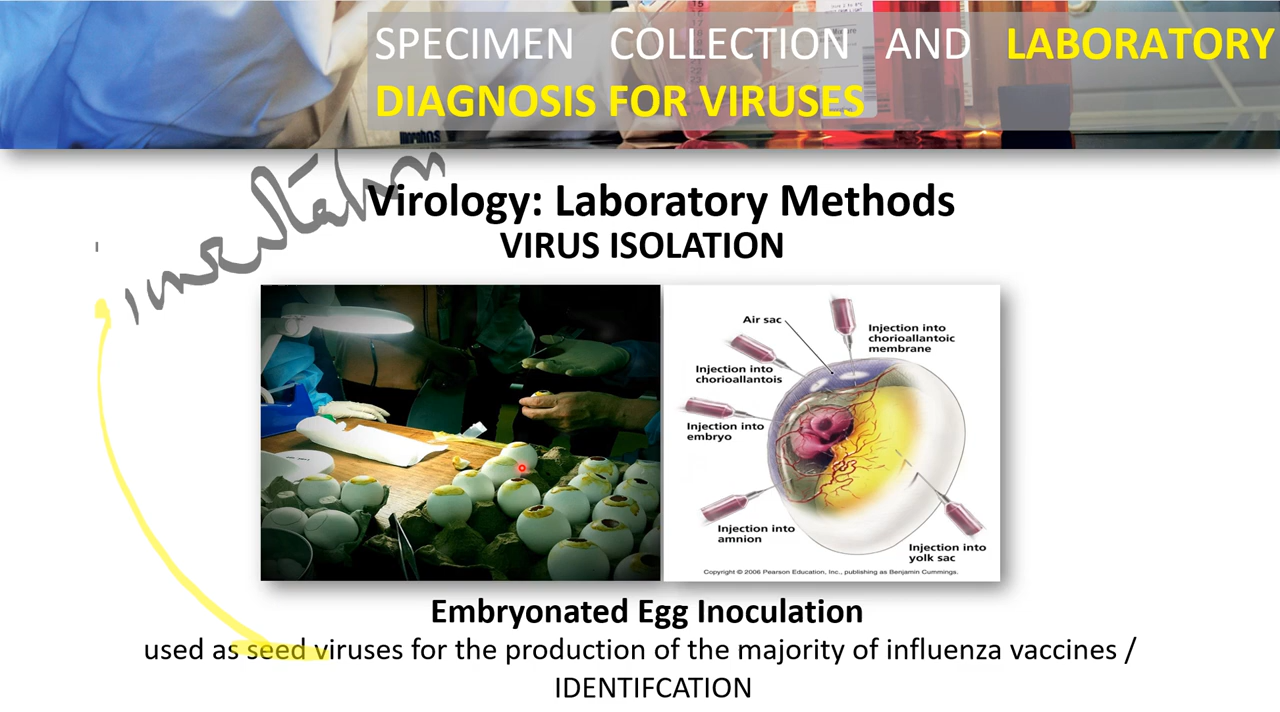 SPECIMEN COLLECTION AND LABORATORY
DIAGNOSIS FOR VIRUSES
Virology: Laboratory Methods
VIRUS ISOLATION
Air sac
Injection into
chorioallantoic
membrane
Injection into
chorioallantois
Injection into
embryo
Injection into
amnion
Injection into
yolk sac
Copyright © 2006 Pearson Education, Inc., publishing as Benjamin Cummings.
Embryonated Egg Inoculation
used as seed viruses for the production of the majority of influenza vaccines /
IDENTIFCATION